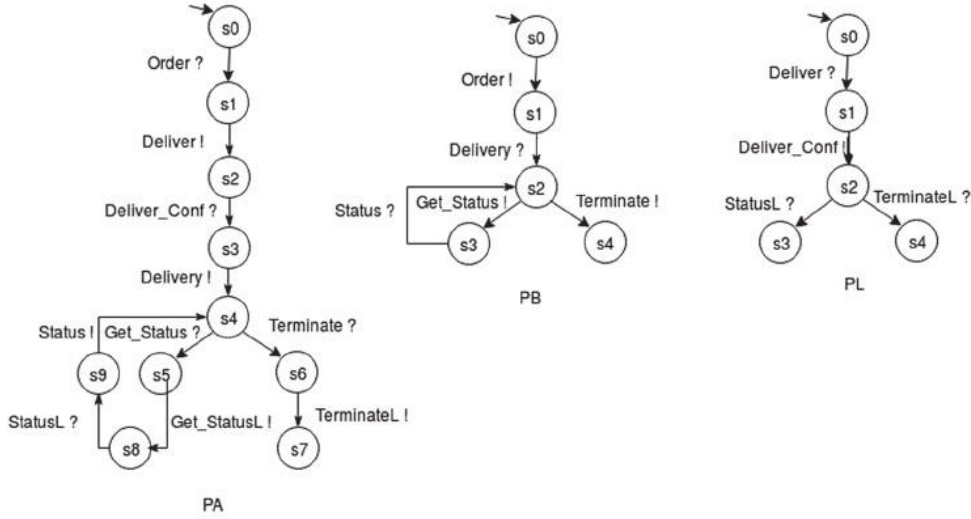 s0
Order ?
s1
Deliver !
s2
Deliver_Conf ?
s3
Delivery !
s4
Status !
Get_Status ?
Terminate ?
s9
s5
s6
StatusL ?
Get_StatusL !
TerminateL !
s8
s7
PA
s0
Order !
s1
Delivery ?
s2
Status ?
Get_Status !
Terminate !
s3
s4
PB
s0
Deliver ?
s1
Deliver_Conf !
s2
StatusL ?
TerminateL ?
s3
s4
PL